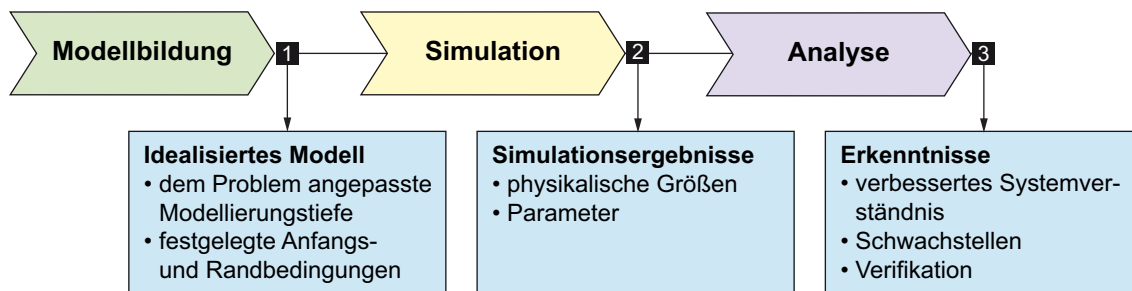 Modellbildung
1
Simulation
2
Analyse
3
Idealisiertes Modell
• dem Problem angepasste
Modellierungstiefe
• festgelegte Anfangs-
und Randbedingungen
Simulationsergebnisse
• physikalische Größen
• Parameter
Erkenntnisse
• verbessertes Systemver-
ständnis
• Schwachstellen
• Verifikation